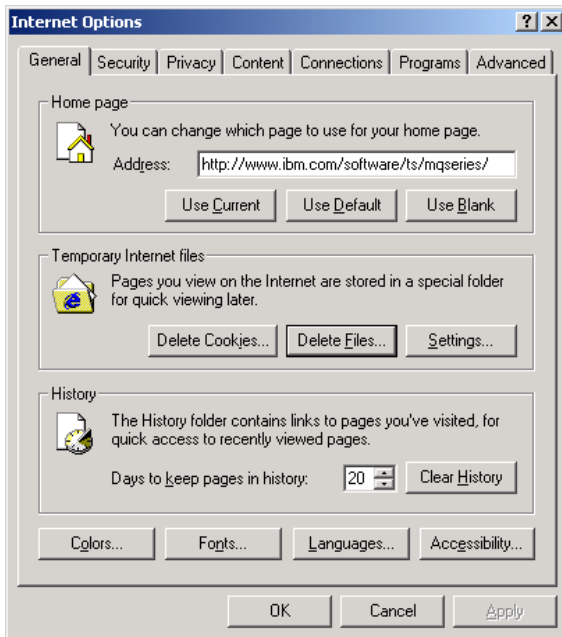 Internet Options
General Security Privacy Content Connections Programs Advanced
Home page
You can change which page to use for your home page.
Address: http://www.ibm.com/software/ts/mqseries/
Use Current Use Default Use Blank
Temporary Internet files
Pages you view on the Internet are stored in a special folder
for quick viewing later.
Delete Cookies... Delete Files... Settings...
History
The History folder contains links to pages you've visited, for
quick access to recently viewed pages.
Days to keep pages in history: 20 Clear History
Colors... Fonts... Languages... Accessibility...
OK Cancel Apply